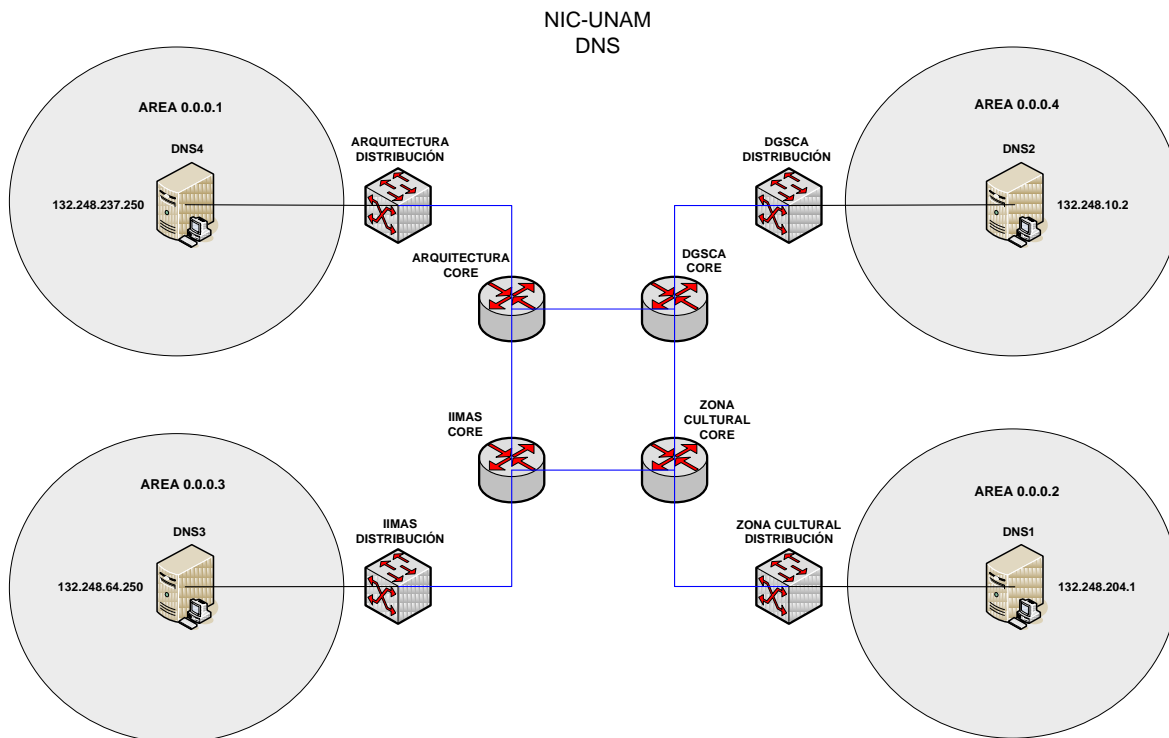 NIC-UNAM
DNS
AREA 0.0.0.1
DNS4
132.248.237.250
ARQUITECTURA
DISTRIBUCIÓN
DGSCA
DISTRIBUCIÓN
AREA 0.0.0.4
DNS2
132.248.10.2
ARQUITECTURA
CORE
DGSCA
CORE
IIMAS
CORE
ZONA
CULTURAL
CORE
AREA 0.0.0.3
DNS3
132.248.64.250
IIMAS
DISTRIBUCIÓN
ZONA CULTURAL
DISTRIBUCIÓN
AREA 0.0.0.2
DNS1
132.248.204.1